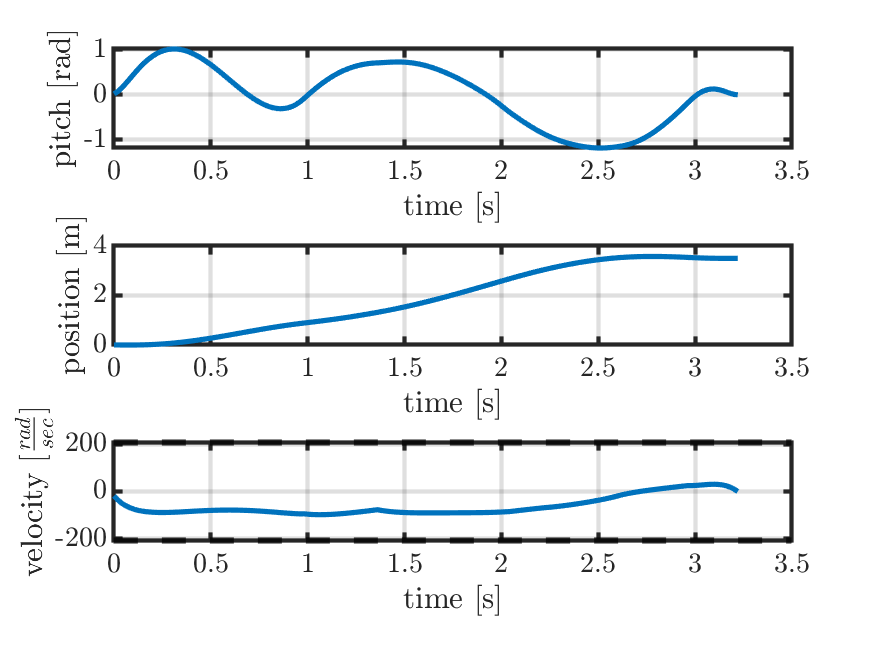 pitch [rad]
1
0
-1
0 0.5 1 1.5 2 2.5 3 3.5
time [s]
position [m]
4
2
0
0 0.5 1 1.5 2 2.5 3 3.5
time [s]
velocity [rad/sec]
200
0
-200
0 0.5 1 1.5 2 2.5 3 3.5
time [s]